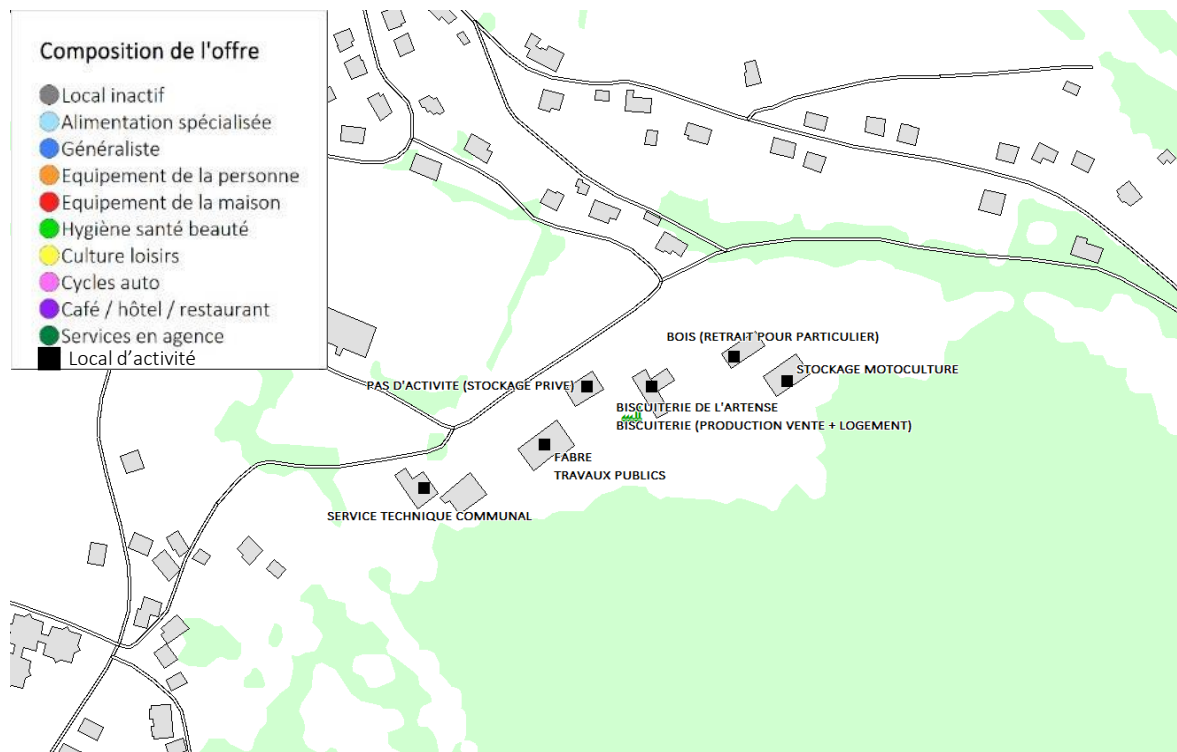 Composition de l'offre
Local inactif
Alimentation spécialisée
Généraliste
Equipement de la personne
Equipement de la maison
Hygiène santé beauté
Culture loisirs
Cycles auto
Café / hôtel / restaurant
Services en agence
Local d'activité
BOIS (RETRAIT POUR PARTICULIER)
STOCKAGE MOTOCULTURE
PAS D'ACTIVITE (STOCKAGE PRIVE)
BISCUITERIE DE L'ARTENSE
BISCUITERIE (PRODUCTION VENTE + LOGEMENT)
FABRE
TRAVAUX PUBLICS
SERVICE TECHNIQUE COMMUNAL